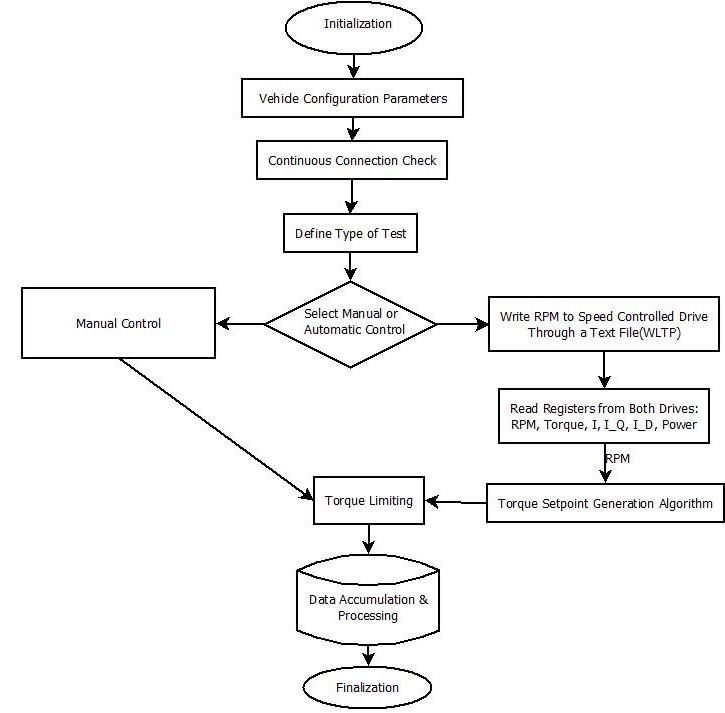 Initialization
Vehicle Configuration Parameters
Continuous Connection Check
Define Type of Test
Select Manual or
Automatic Control
Manual Control
Write RPM to Speed Controlled Drive
Through a Text File(WLTP)
Read Registers from Both Drives:
RPM, Torque, I, I_Q, I_D, Power
RPM
Torque Setpoint Generation Algorithm
Torque Limiting
Data Accumulation &
Processing
Finalization